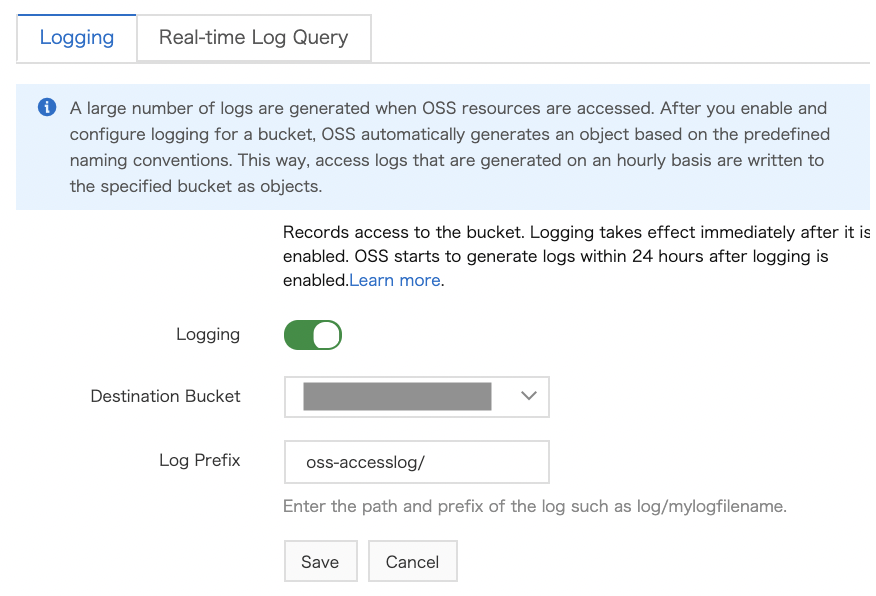 Logging
Real-time Log Query
A large number of logs are generated when OSS resources are accessed. After you enable and
configure logging for a bucket, OSS automatically generates an object based on the predefined
naming conventions. This way, access logs that are generated on an hourly basis are written to
the specified bucket as objects.
Records access to the bucket. Logging takes effect immediately after it is
enabled. OSS starts to generate logs within 24 hours after logging is
enabled.Learn more.
Logging
Destination Bucket
Log Prefix
oss-accesslog/
Enter the path and prefix of the log such as log/mylogfilename.
Save
Cancel